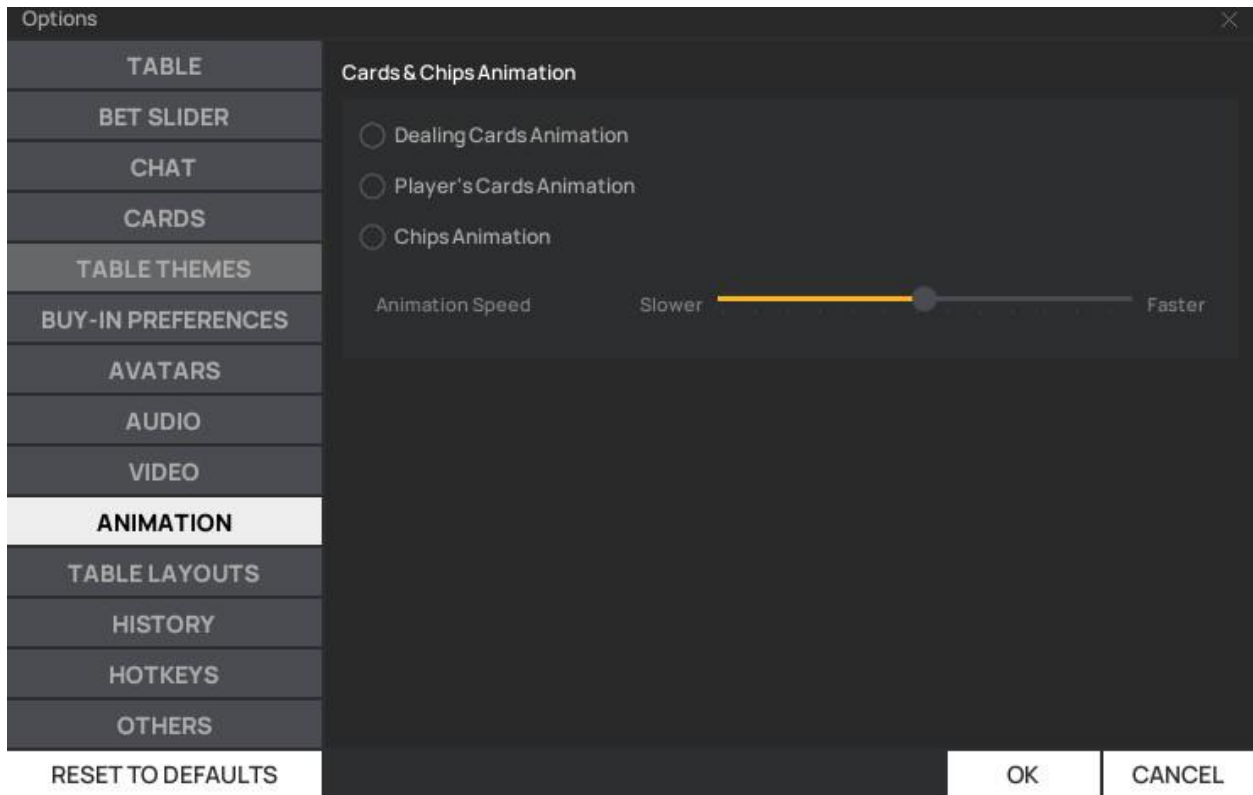 Options
TABLE
BET SLIDER
CHAT
CARDS
TABLE THEMES
BUY-IN PREFERENCES
AVATARS
AUDIO
VIDEO
ANIMATION
TABLE LAYOUTS
HISTORY
HOTKEYS
OTHERS
RESET TO DEFAULTS
Cards & Chips Animation
Dealing Cards Animation
Player's Cards Animation
Chips Animation
Animation Speed Slower Faster
OK CANCEL